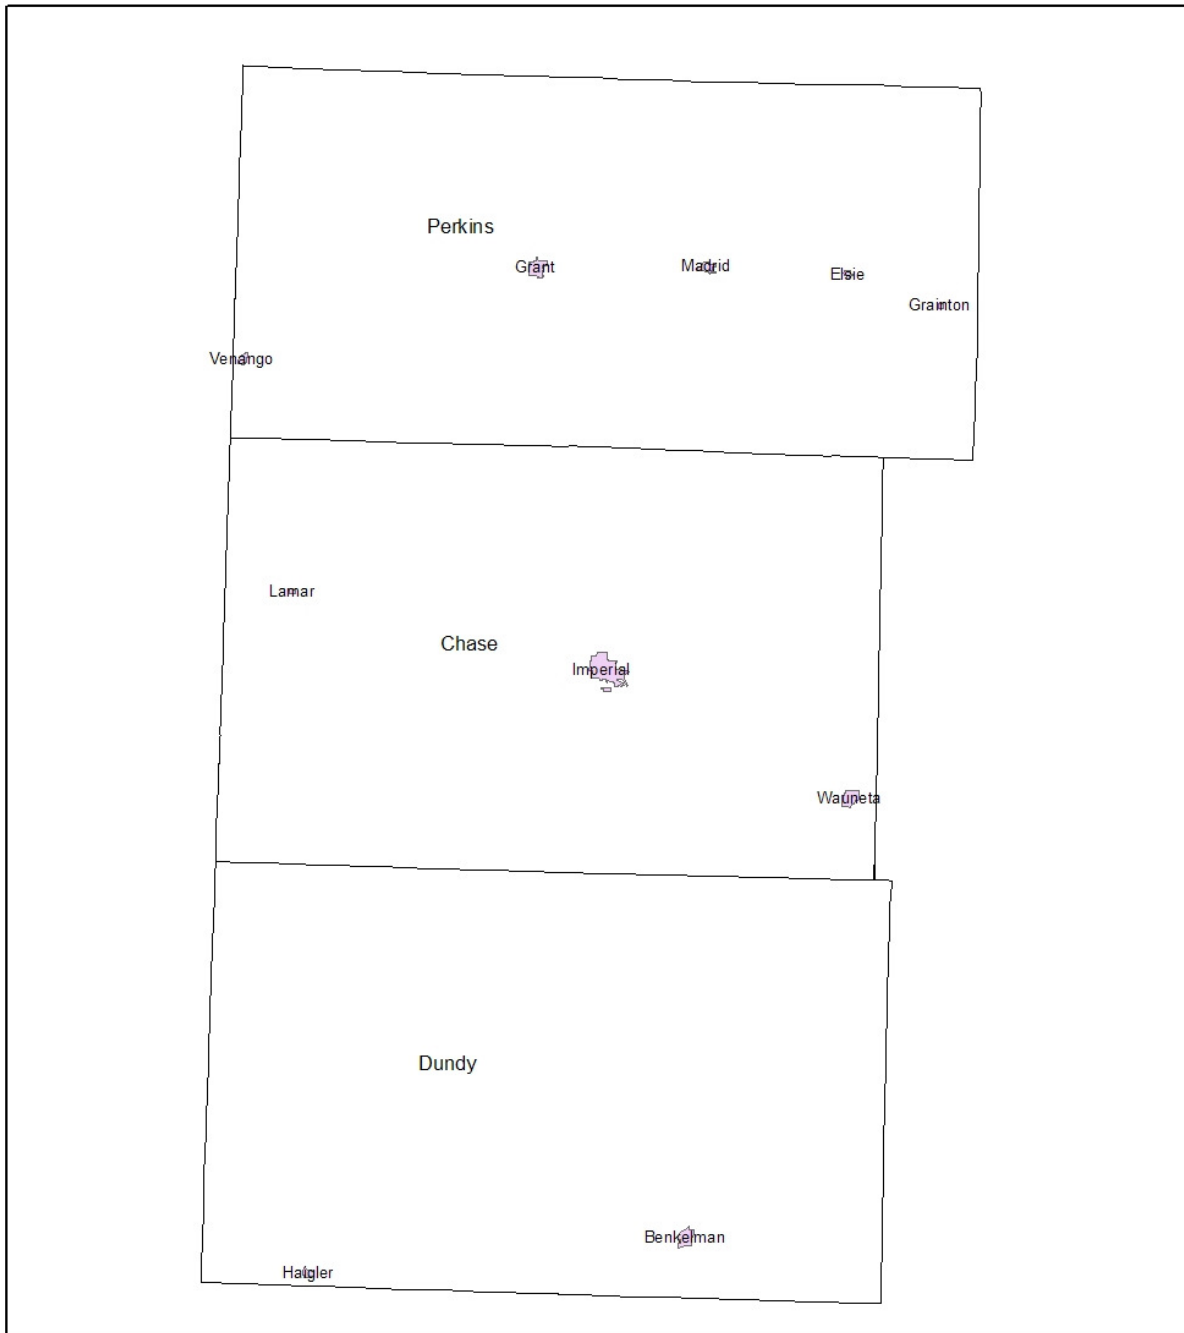 Perkins
Grant
Madrid
Elsie
Grainton
Venango
Lamar
Chase
Imperial
Wauneta
Dundy
Benkelman
Haigler